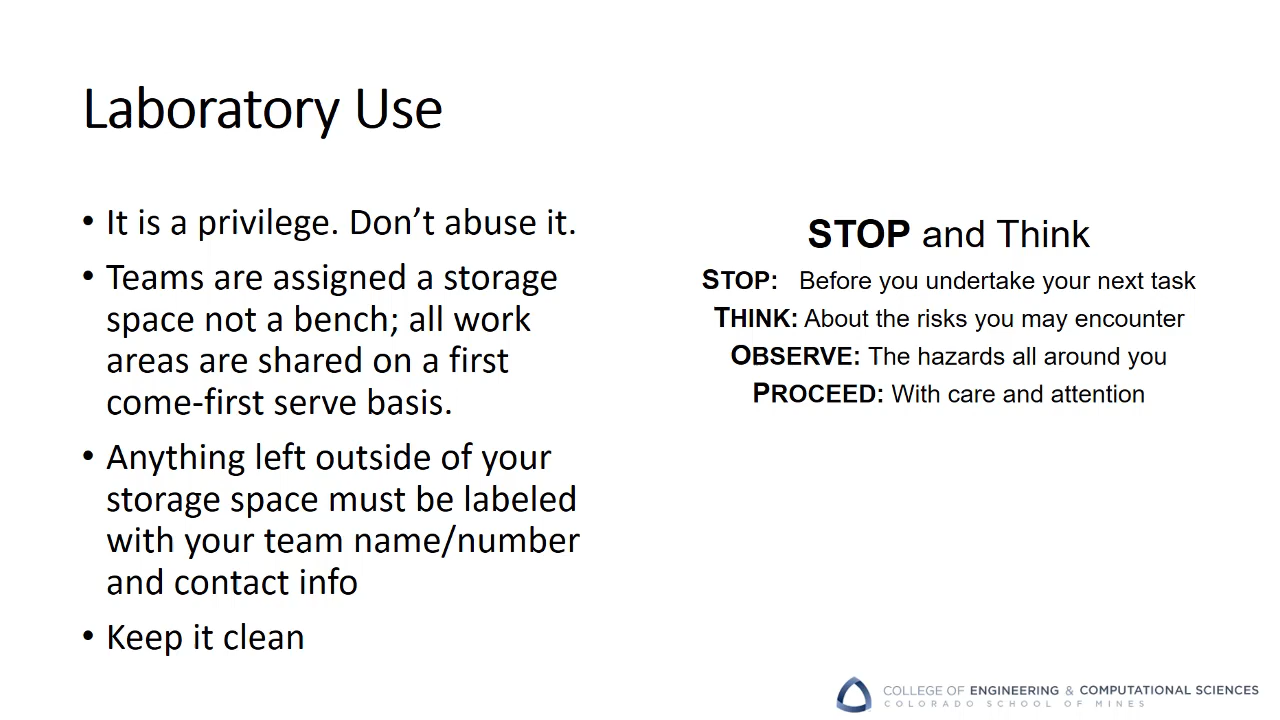 Laboratory Use
• It is a privilege. Don’t abuse it.
• Teams are assigned a storage
space not a bench; all work
areas are shared on a first
come-first serve basis.
• Anything left outside of your
storage space must be labeled
with your team name/number
and contact info
• Keep it clean
STOP and Think
STOP: Before you undertake your next task
THINK: About the risks you may encounter
OBSERVE: The hazards all around you
PROCEED: With care and attention
COLLEGE OF ENGINEERING & COMPUTATIONAL SCIENCES
COLORADO SCHOOL OF MINES